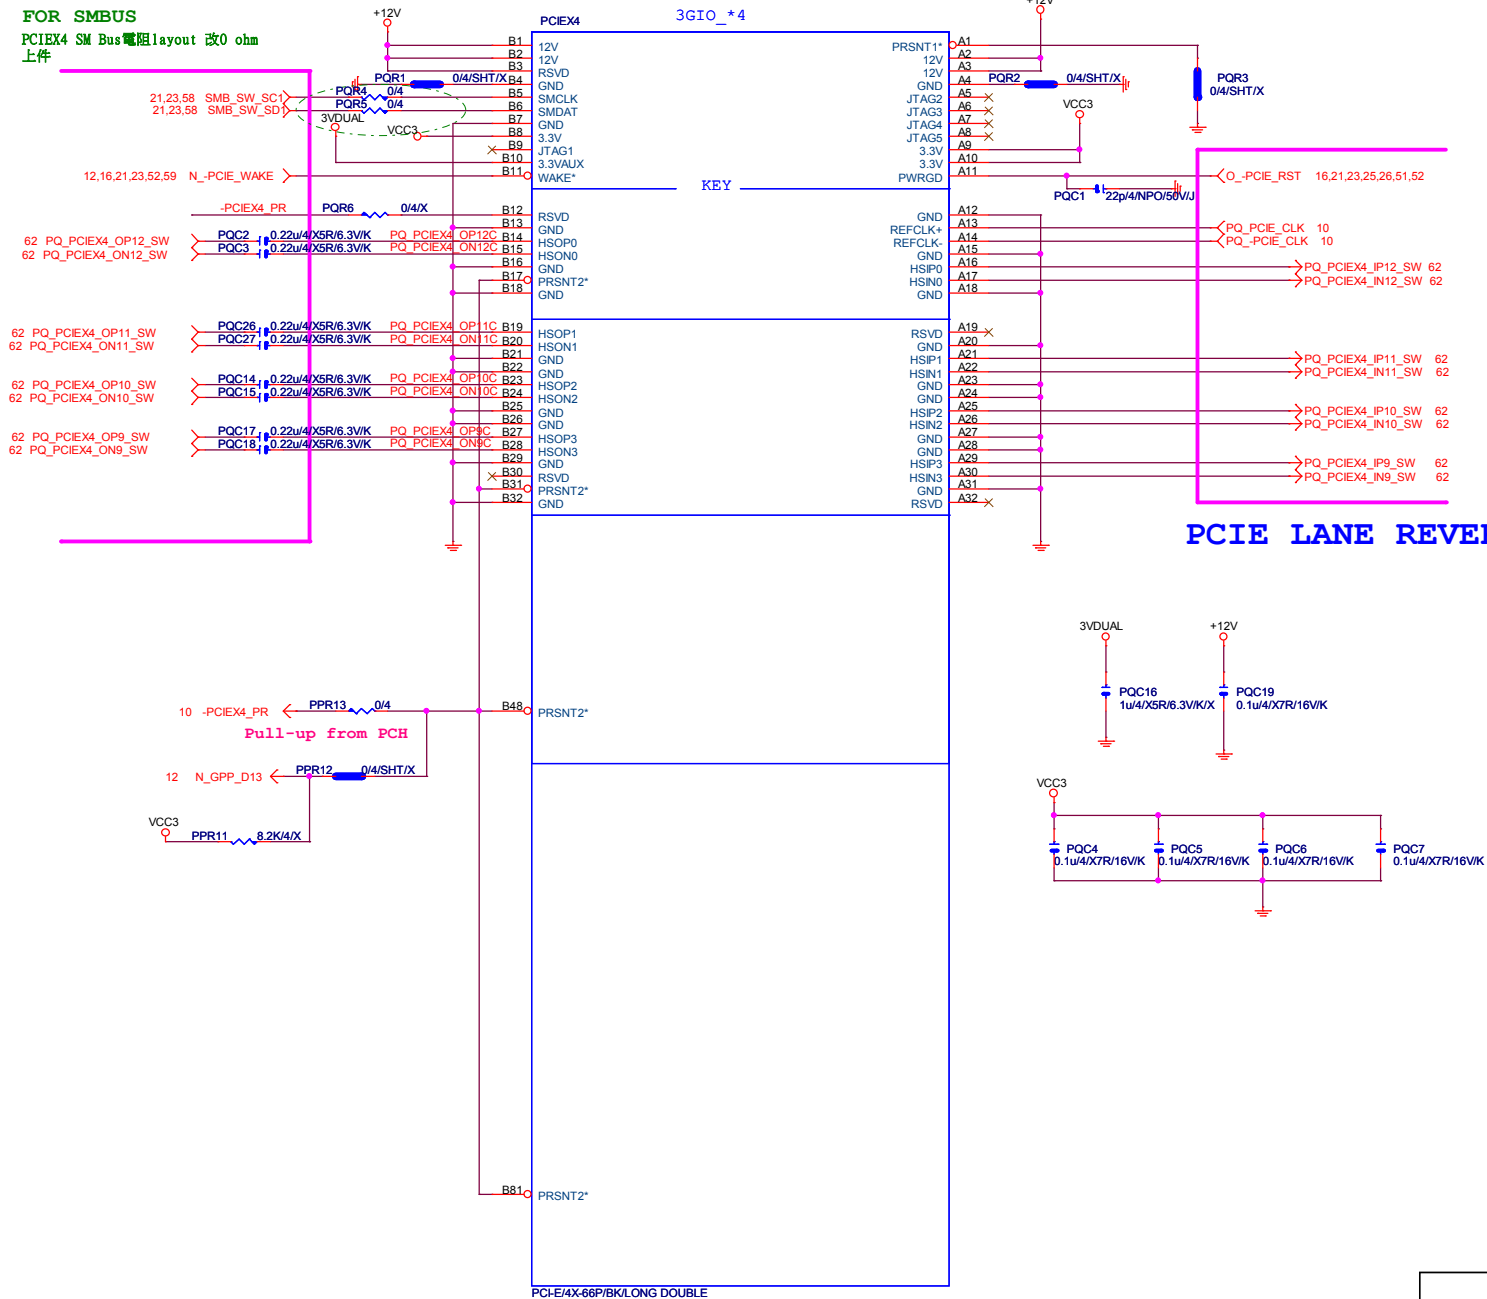 FOR SMBUS
PCIEX4 SM Bus電阻layout 改0 ohm
上件
+12V
PCIEX4
3GIO_*4
+12V
B1 12V
B2 12V
B3 RSVD
PQR1 0/4/SHT/X B4 GND
21,23,58 SMB_SW_SC1 PQR4 0/4 B5 SMCLK
21,23,58 SMB_SW_SD1 PQR5 0/4 B6 SMDAT
3VDUAL B7 GND
VCC3 B8 3.3V
B9 JTAG1
B10 3.3VAUX
12,16,21,23,52,59 N_-PCIE_WAKE B11 WAKE*
KEY
-PCIEX4_PR PQR6 0/4/X B12 RSVD
B13 GND
62 PQ_PCIEX4_OP12_SW PQC2 0.22u/4/X5R/6.3V/K PQ_PCIEX4_OP12C B14 HSOP0
62 PQ_PCIEX4_ON12_SW PQC3 0.22u/4/X5R/6.3V/K PQ_PCIEX4_ON12C B15 HSON0
B16 GND
B17 PRSNT2*
B18 GND
62 PQ_PCIEX4_OP11_SW PQC26 0.22u/4/X5R/6.3V/K PQ_PCIEX4_OP11C B19 HSOP1
62 PQ_PCIEX4_ON11_SW PQC27 0.22u/4/X5R/6.3V/K PQ_PCIEX4_ON11C B20 HSON1
B21 GND
B22 GND
62 PQ_PCIEX4_OP10_SW PQC14 0.22u/4/X5R/6.3V/K PQ_PCIEX4_OP10C B23 HSOP2
62 PQ_PCIEX4_ON10_SW PQC15 0.22u/4/X5R/6.3V/K PQ_PCIEX4_ON10C B24 HSON2
B25 GND
B26 GND
62 PQ_PCIEX4_OP9_SW PQC17 0.22u/4/X5R/6.3V/K PQ_PCIEX4_OP9C B27 HSOP3
62 PQ_PCIEX4_ON9_SW PQC18 0.22u/4/X5R/6.3V/K PQ_PCIEX4_ON9C B28 HSON3
B29 GND
B30 RSVD
B31 PRSNT2*
B32 GND
PRSNT1* A1
12V A2
12V A3
GND A4 PQR2 0/4/SHT/X
PQR3
0/4/SHT/X
JTAG2 A5
JTAG3 A6
JTAG4 A7
JTAG5 A8
VCC3
3.3V A9
3.3V A10
PWRGD A11 O_-PCIE_RST 16,21,23,25,26,51,52
PQC1 22p/4/NPO/50V/J
GND A12
REFCLK+ A13 PQ_PCIE_CLK 10
REFCLK- A14 PQ_-PCIE_CLK 10
GND A15
HSIP0 A16 PQ_PCIEX4_IP12_SW 62
HSIN0 A17 PQ_PCIEX4_IN12_SW 62
GND A18
RSVD A19
GND A20
HSIP1 A21 PQ_PCIEX4_IP11_SW 62
HSIN1 A22 PQ_PCIEX4_IN11_SW 62
GND A23
GND A24
HSIP2 A25 PQ_PCIEX4_IP10_SW 62
HSIN2 A26 PQ_PCIEX4_IN10_SW 62
GND A27
GND A28
HSIP3 A29 PQ_PCIEX4_IP9_SW 62
HSIN3 A30 PQ_PCIEX4_IN9_SW 62
GND A31
RSVD A32
PCIE LANE
10 -PCIEX4_PR PPR13 0/4 B48 PRSNT2*
Pull-up from PCH
12 N_GPP_D13 PPR12 0/4/SHT/X
VCC3
PPR11 8.2K/4/X
3VDUAL
PQC16
1u/4/X5R/6.3V/K/X
+12V
PQC19
0.1u/4/X7R/16V/K
VCC3
PQC4
0.1u/4/X7R/16V/K
PQC5
0.1u/4/X7R/16V/K
PQC6
0.1u/4/X7R/16V/K
PQC7
0.1u/4/X7R/16V/K
B81 PRSNT2*
PCI-E/4X-66P/BK/LONG DOUBLE